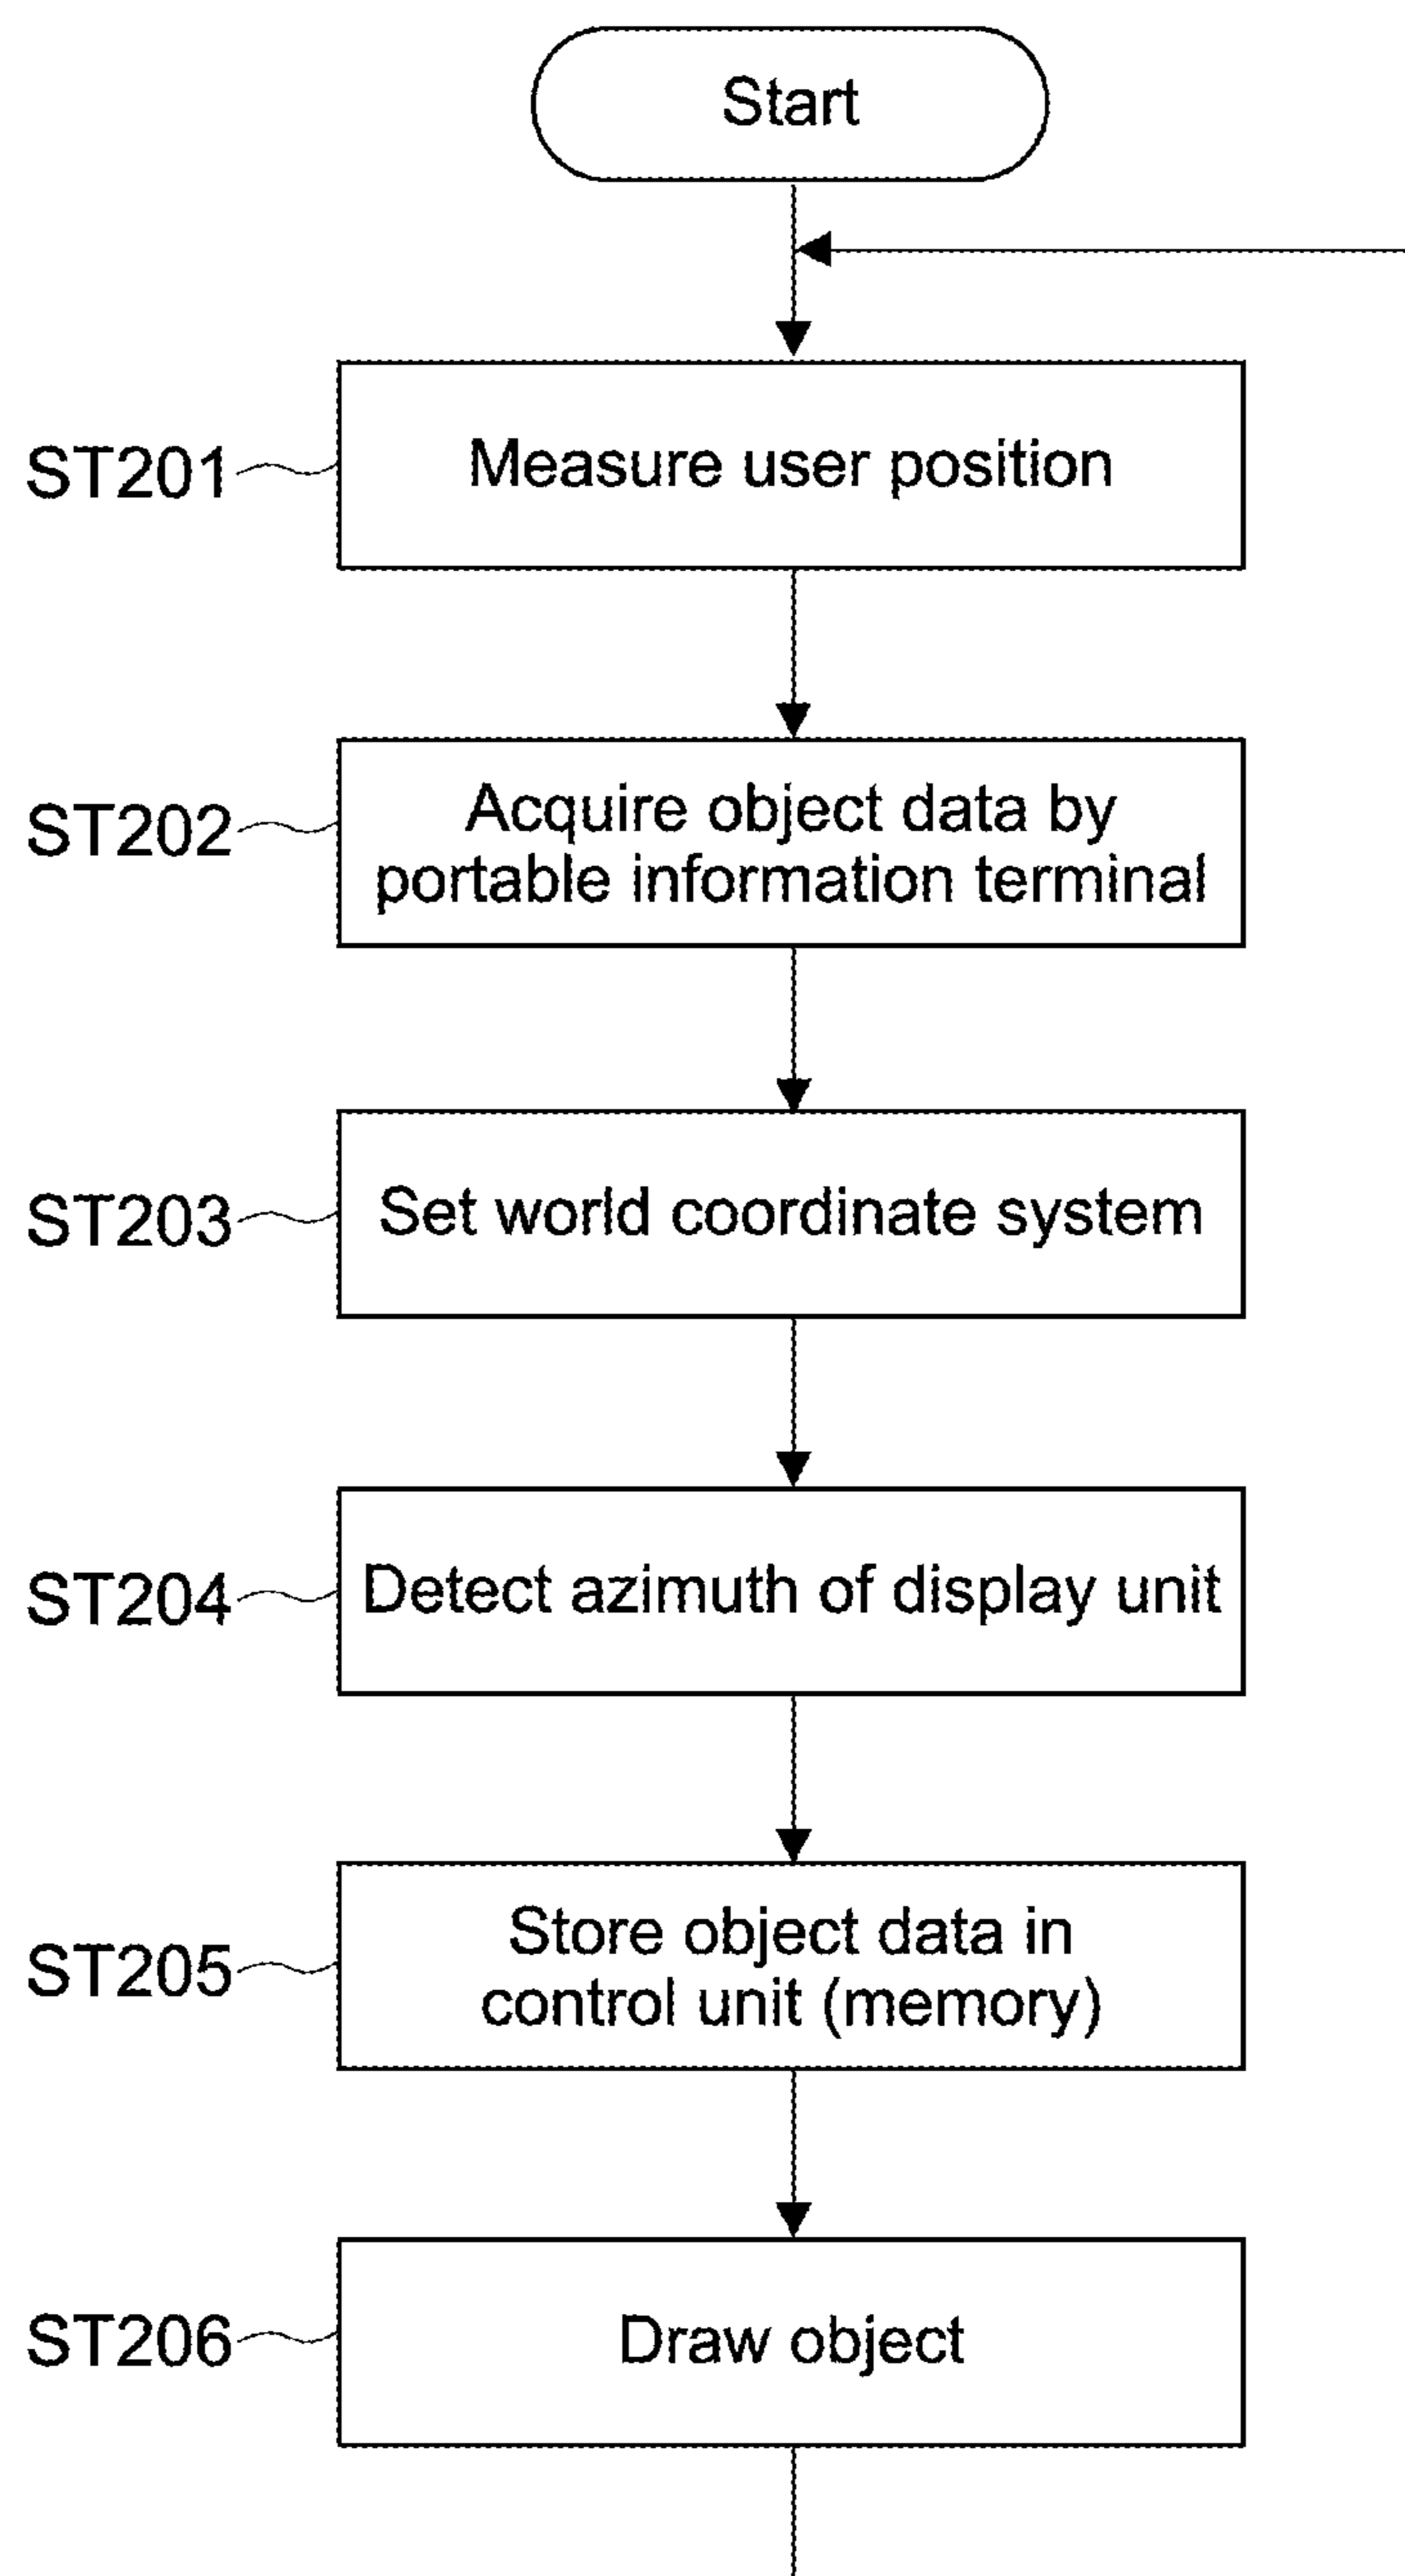 Start
ST201
Measure user position
ST202
Acquire object data by
portable information terminal
ST203
Set world coordinate system
ST204
Detect azimuth of display unit
ST205
Store object data in
control unit (memory)
ST206
Draw object